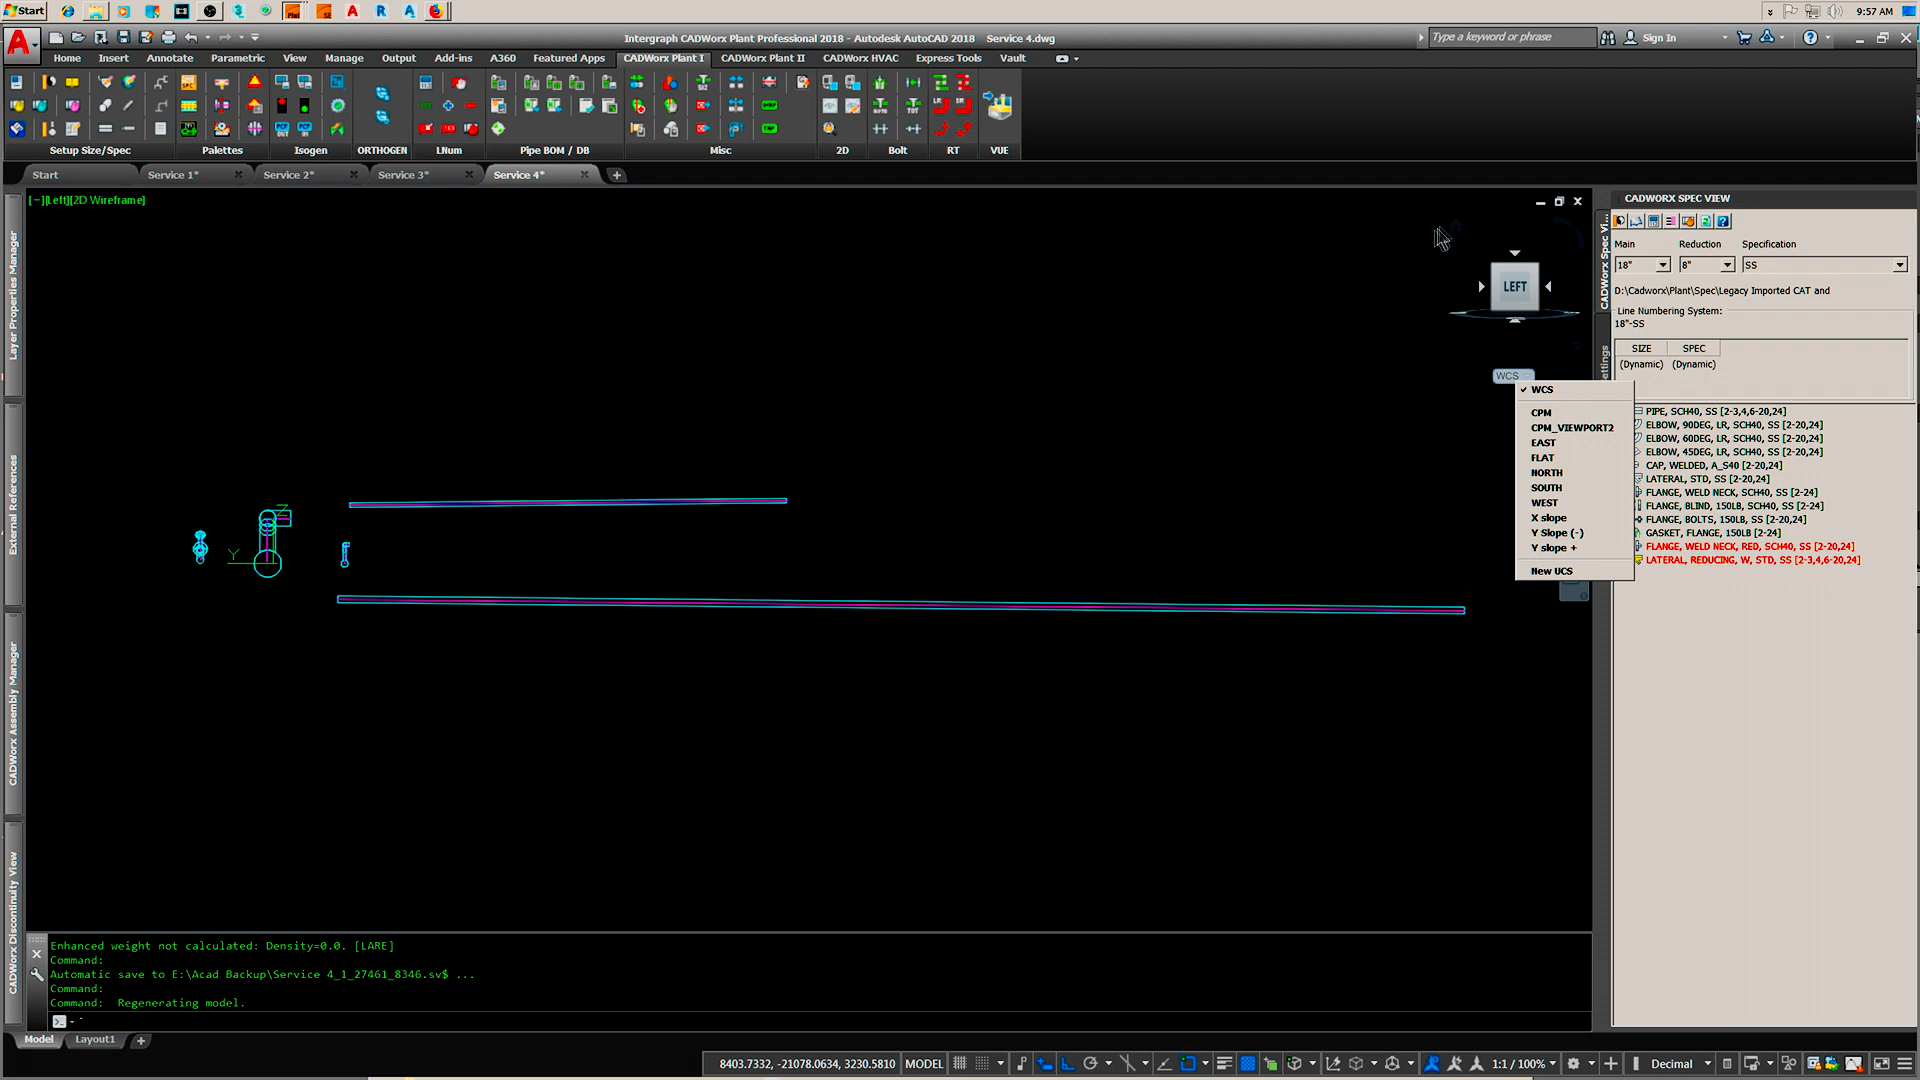 Start
9:57 AM
Intergraph CADWorx Plant Professional 2018 - Autodesk AutoCAD 2018 Service 4.dwg
Type a keyword or phrase
Sign In
Home Insert Annotate Parametric View Manage Output Add-ins A360 Featured Apps CADWorx Plant I CADWorx Plant II CADWorx HVAC Express Tools Vault
Setup Size/Spec Palettes Isogen ORTHOGEN LNum Pipe BOM / DB Misc 2D Bolt RT VUE
Start Service 1* Service 2* Service 3* Service 4*
[−][Left][2D Wireframe]
LEFT
WCS
WCS
CPM
CPM_VIEWPORT2
EAST
FLAT
NORTH
SOUTH
WEST
X slope
Y Slope (-)
Y slope +
New UCS
Z
Y
Layer Properties Manager
External References
CADWorx Assembly Manager
CADWorx Discontinuity View
CADWorx Spec Vi...
CADWORX SPEC VIEW
Main Reduction Specification
18" 8" SS
D:\Cadworx\Plant\Spec\Legacy Imported CAT and
Line Numbering System:
18"-SS
SIZE SPEC
(Dynamic) (Dynamic)
PIPE, SCH40, SS [2-3,4,6-20,24]
ELBOW, 90DEG, LR, SCH40, SS [2-20,24]
ELBOW, 60DEG, LR, SCH40, SS [2-20,24]
ELBOW, 45DEG, LR, SCH40, SS [2-20,24]
CAP, WELDED, A_S40 [2-20,24]
LATERAL, STD, SS [2-20,24]
FLANGE, WELD NECK, SCH40, SS [2-24]
FLANGE, BLIND, 150LB, SCH40, SS [2-24]
FLANGE, BOLTS, 150LB, SS [2-20,24]
GASKET, FLANGE, 150LB [2-24]
FLANGE, WELD NECK, RED, SCH40, SS [2-20,24]
LATERAL, REDUCING, W, STD, SS [2-3,4,6-20,24]
Enhanced weight not calculated: Density=0.0. [LARE]
Command:
Automatic save to E:\Acad Backup\Service 4_1_27461_8346.sv$ ...
Command:
Command: Regenerating model.
Model Layout1
8403.7332, -21078.0634, 3230.5810 MODEL 1:1 / 100% Decimal